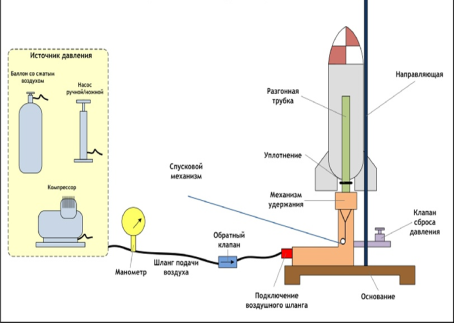 Источник давления
Баллон со сжатым
воздухом
Насос
ручной/ножной
Компрессор
Манометр
Шланг подачи
воздуха
Обратный
клапан
Спусковой
механизм
Разгонная
трубка
Уплотнение
Механизм
удержания
Направляющая
Клапан
сброса
давления
Подключение
воздушного шланга
Основание